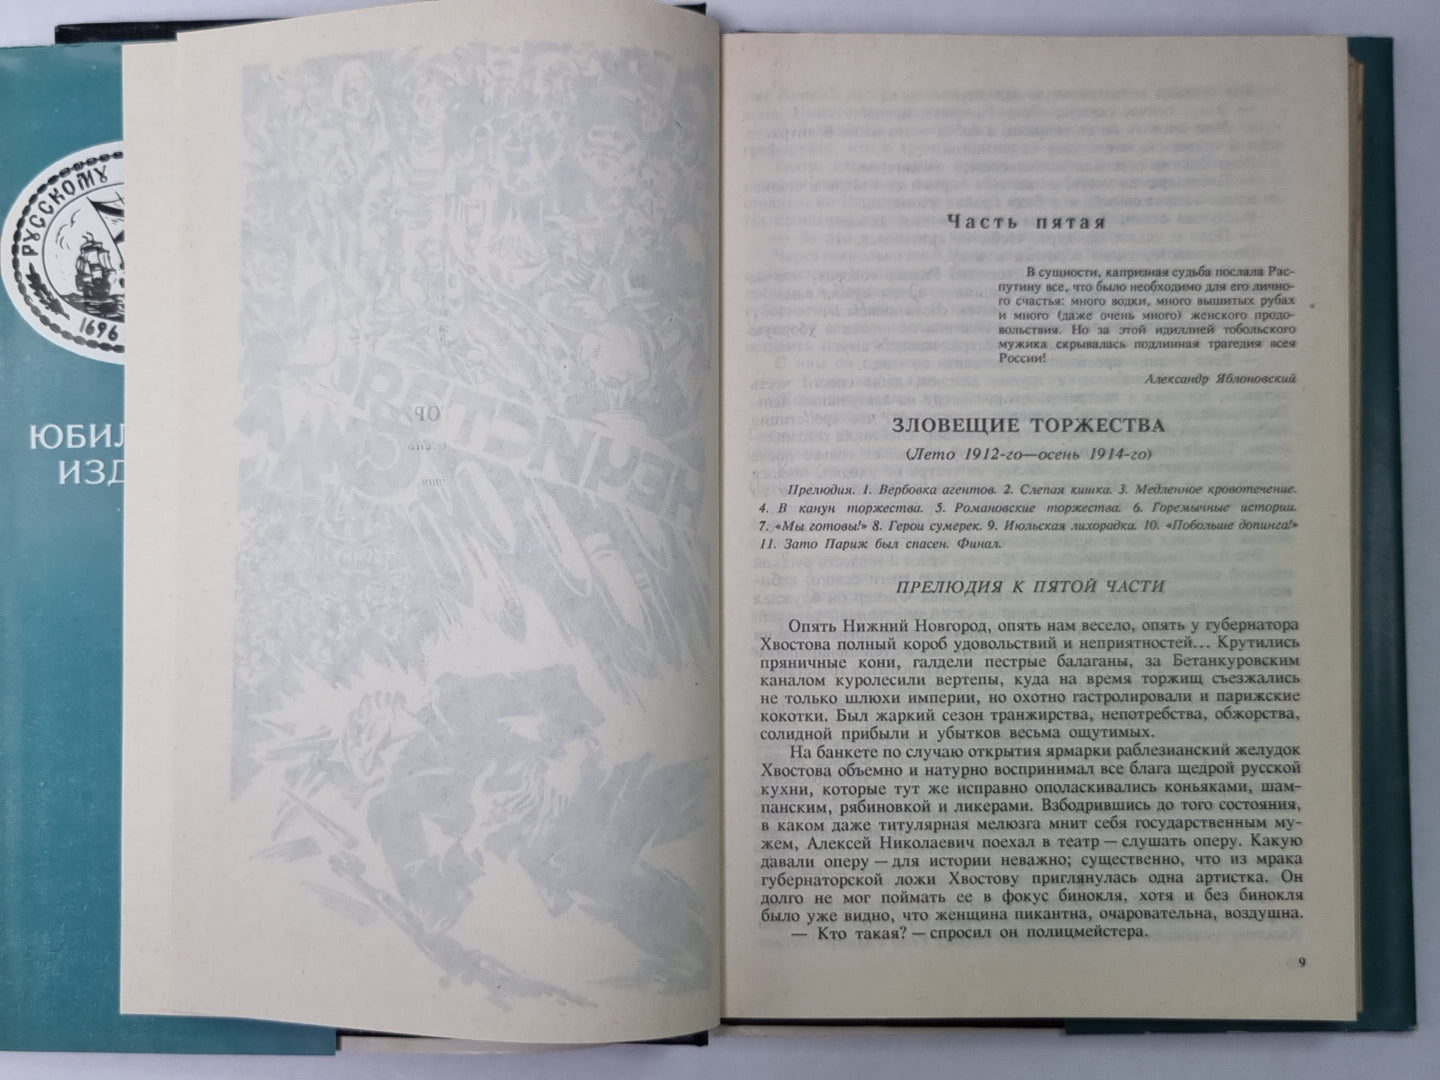 РУССКОМУ
1696
ЮБИЛ
ИЗД
Часть пятая
В сущности, капризная судьба послала Рас-
путину все, что было необходимо для его лично-
го счастья: много водки, много вышитых рубах
и много (даже очень много) женского продо-
вольствия. Но за этой идиллией тобольского
мужика скрывалась подлинная трагедия всея
России!
Александр Яблоновский
ЗЛОВЕЩИЕ ТОРЖЕСТВА
(Лето 1912-го—осень 1914-го)
Прелюдия. 1. Вербовка агентов. 2. Слепая кишка. 3. Медленное кровотечение.
4. В канун торжества. 5. Романовские торжества. 6. Горемычные истории.
7. «Мы готовы!» 8. Герои сумерек. 9. Июльская лихорадка. 10. «Побольше допинга!»
11. Зато Париж был спасен. Финал.
ПРЕЛЮДИЯ К ПЯТОЙ ЧАСТИ
Опять Нижний Новгород, опять нам весело, опять у губернатора
Хвостова полный короб удовольствий и неприятностей... Крутились
пряничные кони, галдели пестрые балаганы, за Бетанкуровским
каналом куролесили вертепы, куда на время торжищ съезжались
не только шлюхи империи, но охотно гастролировали и парижские
кокотки. Был жаркий сезон транжирства, непотребства, обжорства,
солидной прибыли и убытков весьма ощутимых.
На банкете по случаю открытия ярмарки раблезианский желудок
Хвостова объемно и натурно воспринимал все блага щедрой русской
кухни, которые тут же исправно ополаскивались коньяками, шам-
панским, рябиновкой и ликерами. Взбодрившись до того состояния,
в каком даже титулярная мелюзга мнит себя государственным му-
жем, Алексей Николаевич поехал в театр — слушать оперу. Какую
давали оперу — для истории неважно; существенно, что из мрака
губернаторской ложи Хвостову приглянулась одна артистка. Он
долго не мог поймать ее в фокус бинокля, хотя и без бинокля
было уже видно, что женщина пикантна, очаровательна, воздушна.
— Кто такая? — спросил он полицмейстера.
9